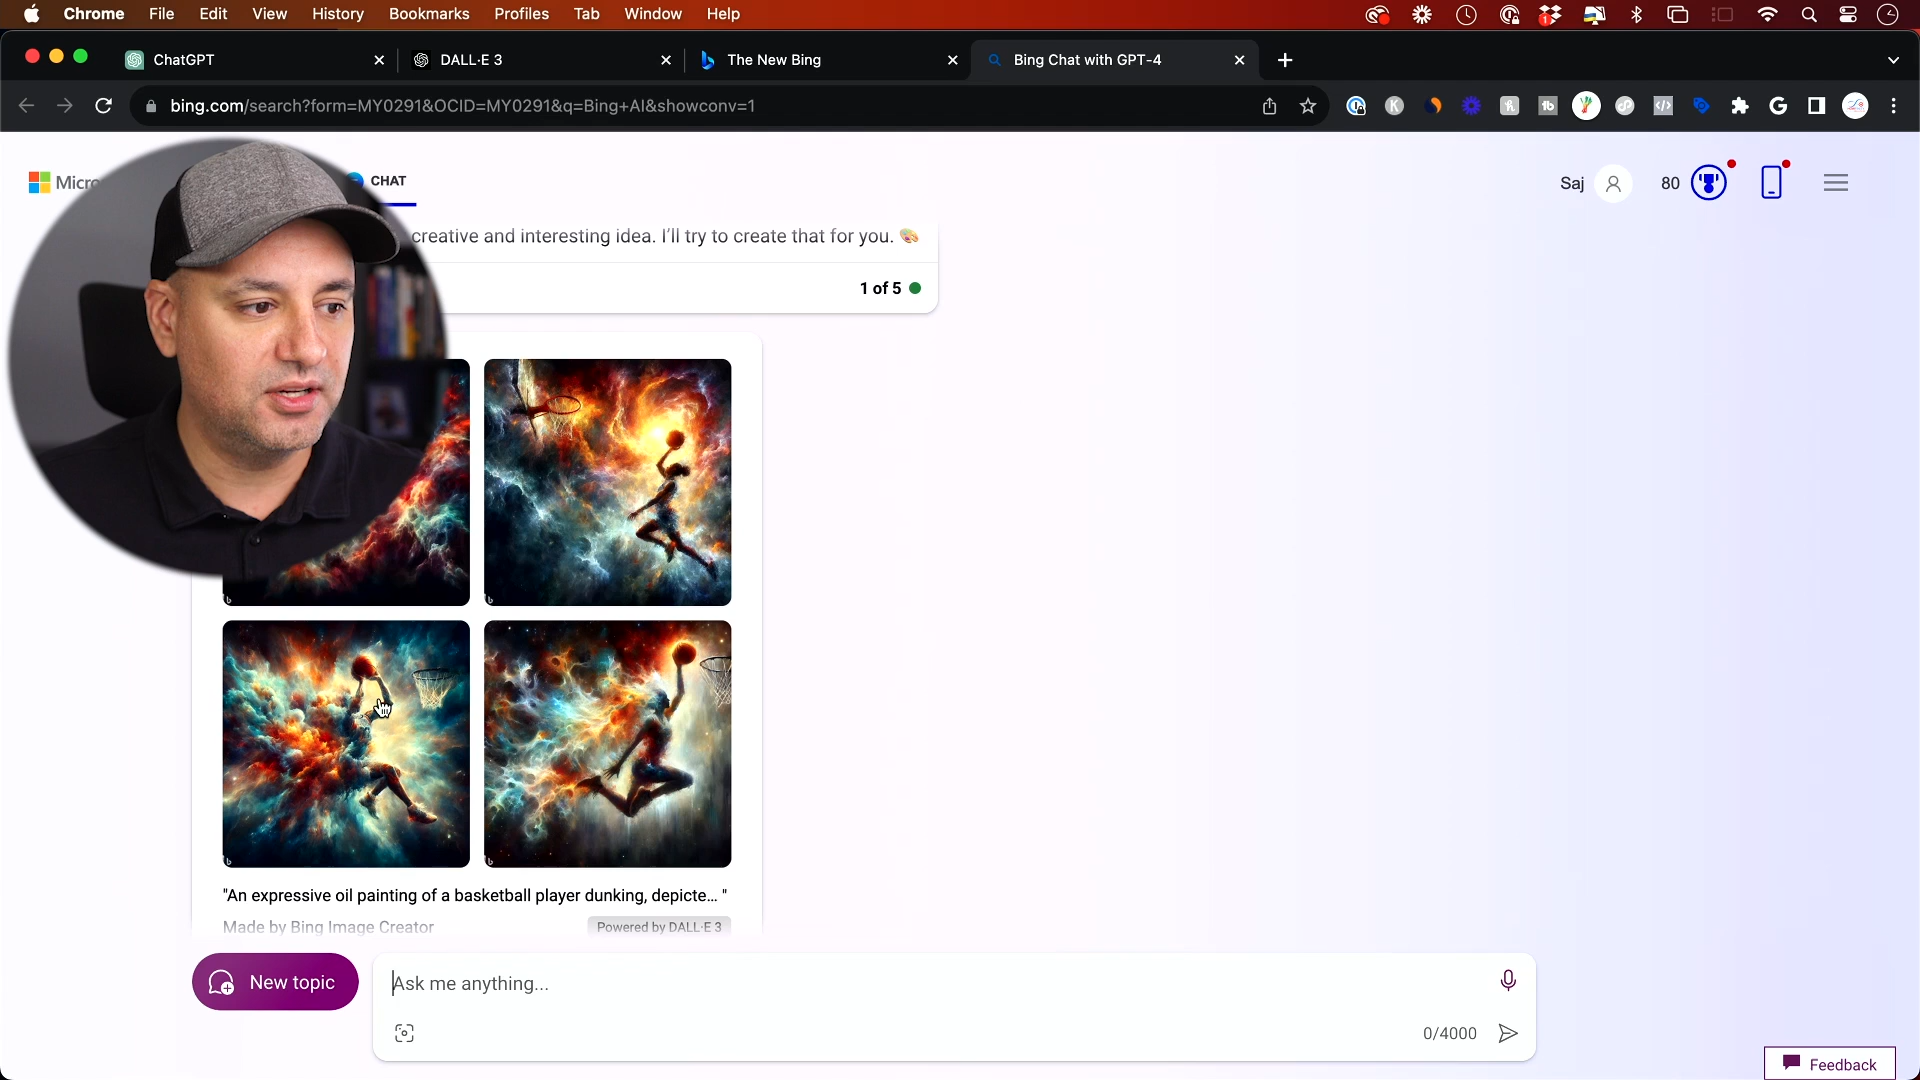 Chrome File Edit View History Bookmarks Profiles Tab Window Help
ChatGPT
DALL·E 3
The New Bing
Bing Chat with GPT-4
bing.com/search?form=MY0291&OCID=MY0291&q=Bing+AI&showconv=1
Micro
CHAT
Saj
80
creative and interesting idea. I'll try to create that for you. 🎨
1 of 5
"An expressive oil painting of a basketball player dunking, depicte... "
Made by Bing Image Creator
Powered by DALL·E 3
New topic
Ask me anything...
0/4000
Feedback